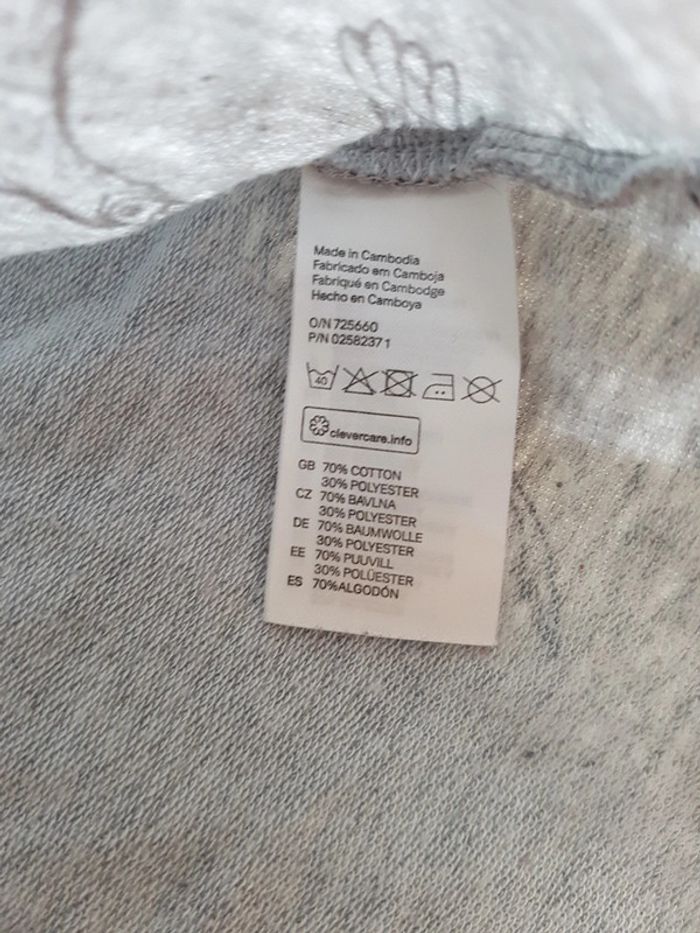 Made in Cambodia
Fabricado em Camboja
Fabriqué en Cambodge
Hecho en Camboya
O/N 725660
P/N 02582371
40
clevercare.info
GB 70% COTTON
30% POLYESTER
CZ 70% BAVLNA
30% POLYESTER
DE 70% BAUMWOLLE
30% POLYESTER
EE 70% PUUVILL
30% POLÜESTER
ES 70%ALGODÓN